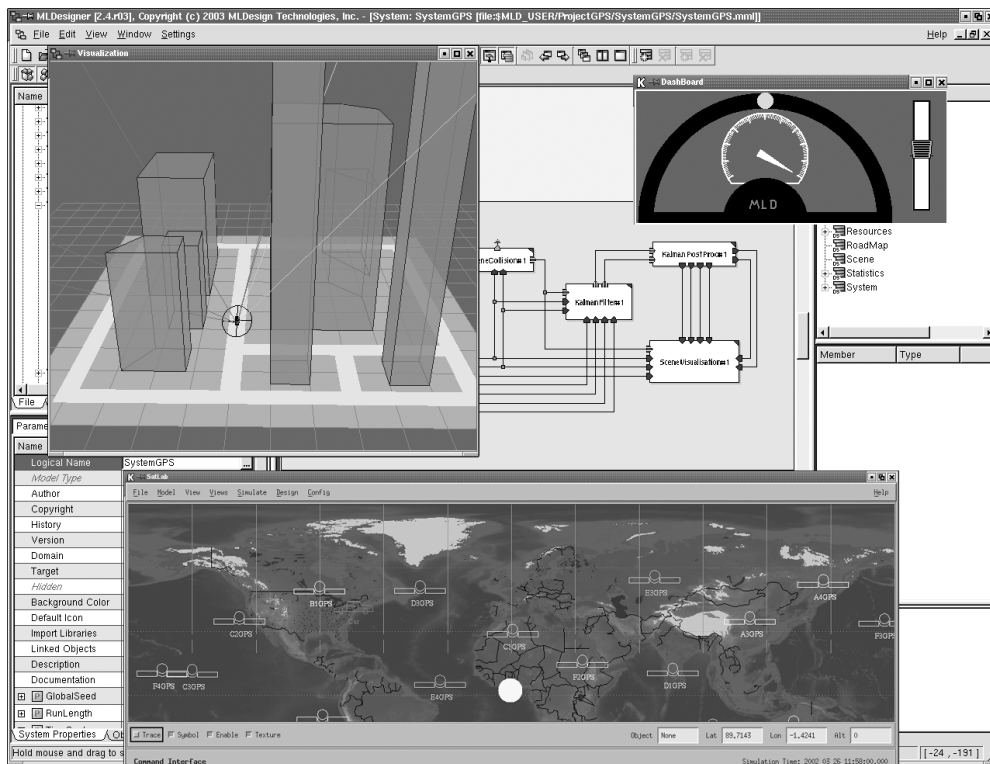 MLDesigner [2.4.r03], Copyright (c) 2003 MLDesign Technologies, Inc. - [System: SystemGPS [file:$MLD_USER/ProjectGPS/SystemGPS/SystemGPS.mml]]
File Edit View Window Settings Help
Visualization
K DashBoard
Name
MLD
Resources
RoadMap
Scene
Statistics
System
Kalman PostProc#1
neCollision#1
KalmanFilter#1
SceneVisualisation#1
Member Type
File
Parame
Name
Logical Name SystemGPS ...
Model Type
Author
Copyright
History
Version
Domain
Target
Hidden
Background Color
Default Icon
Import Libraries
Linked Objects
Description
Documentation
GlobalSeed
RunLength
System Properties Ob
Hold mouse and drag to s
K SatLab
File Model View Views Simulate Design Config Help
B1GPS
D3GPS
E3GPS
A4GPS
C2GPS
C1GPS
A3GPS
F3GPS
F4GPS
C3GPS
E4GPS
F2GPS
D1GPS
Trace Symbol Enable Texture
Object None Lat 89,7143 Lon -1,4241 Alt 0
Command Interface
Simulation Time: 2002 03 26 11:58:00.000
[-24 , -191 ]